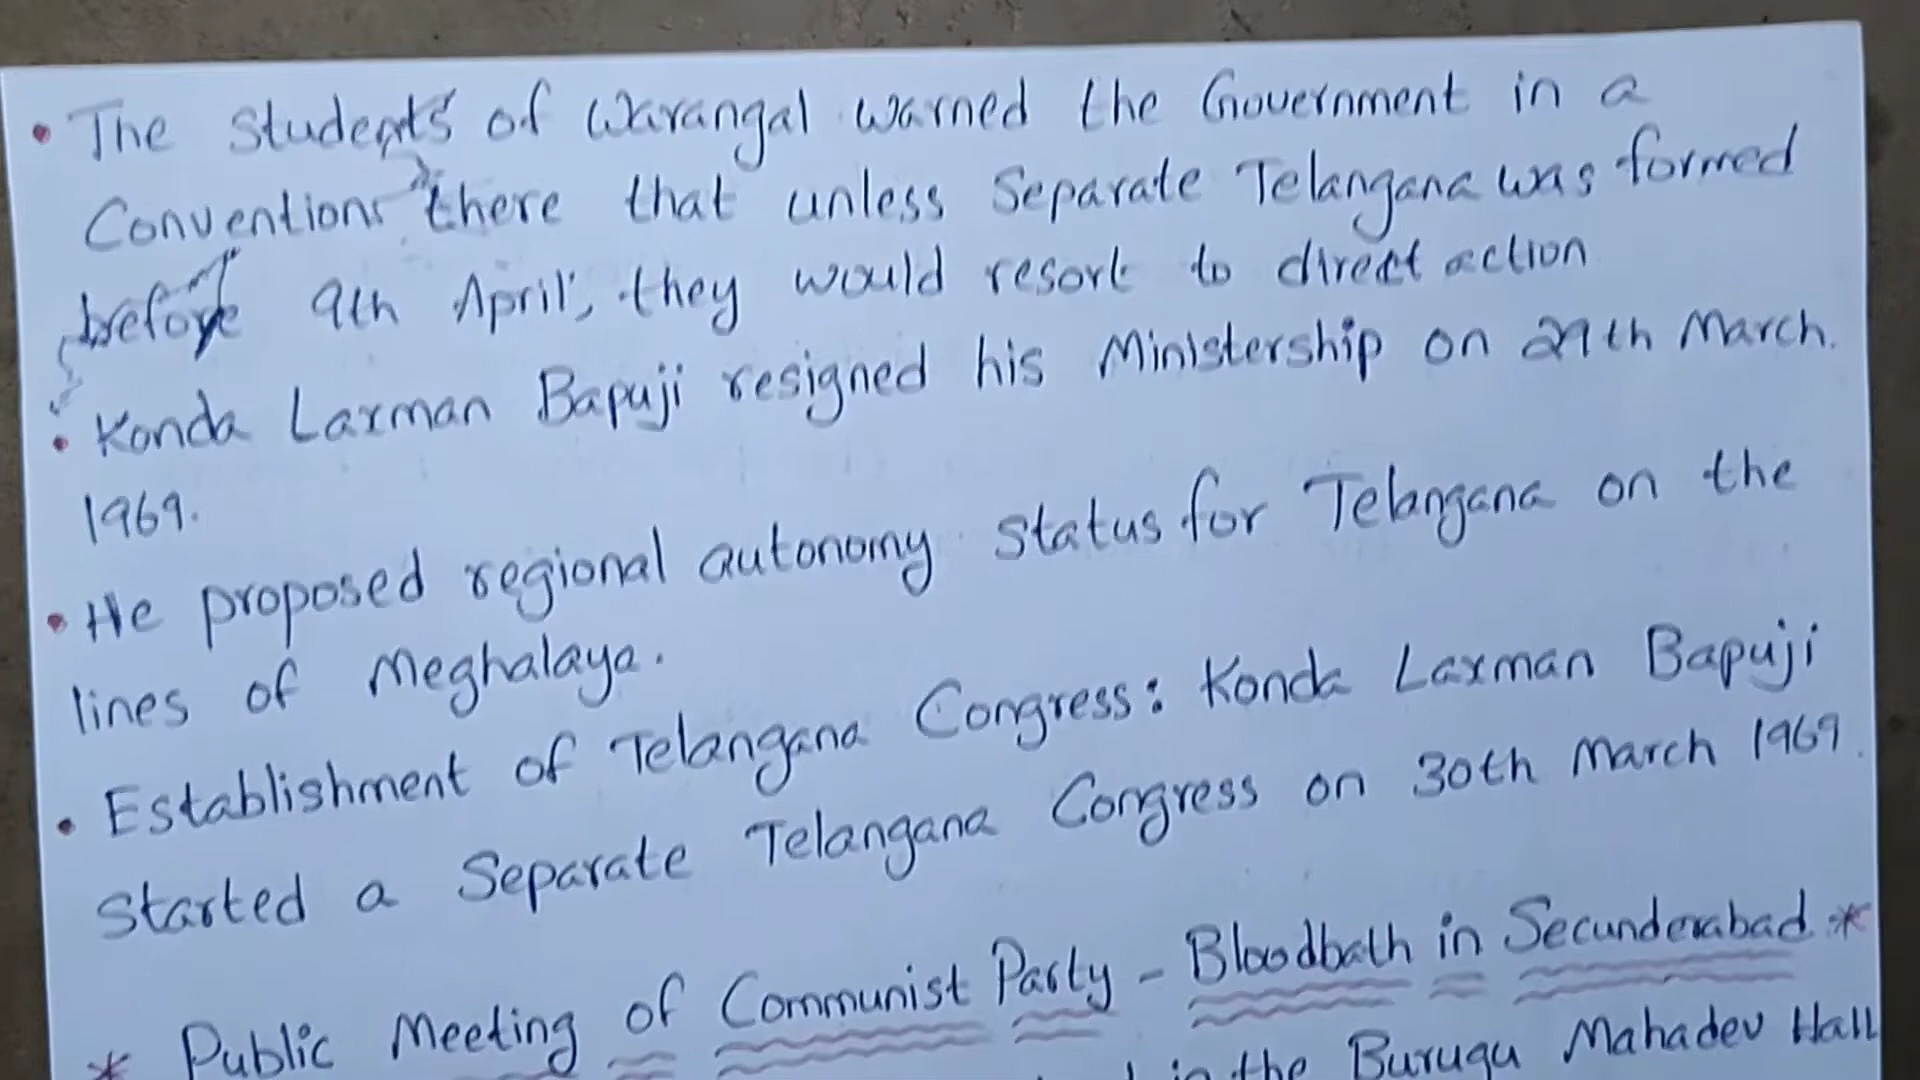 • The Students of Warangal warned the Government in a
Convention there that unless Separate Telangana was formed
before 9th April, they would resort to direct action
• Konda Laxman Bapuji resigned his Ministership on 29th March.
1969.
• He proposed regional autonomy status for Telangana on the
lines of Meghalaya.
• Establishment of Telangana Congress: Konda Laxman Bapuji
started a Separate Telangana Congress on 30th March 1969.
* Public Meeting of Communist Party - Bloodbath in Secunderabad *
in the Burugu Mahadev Hall